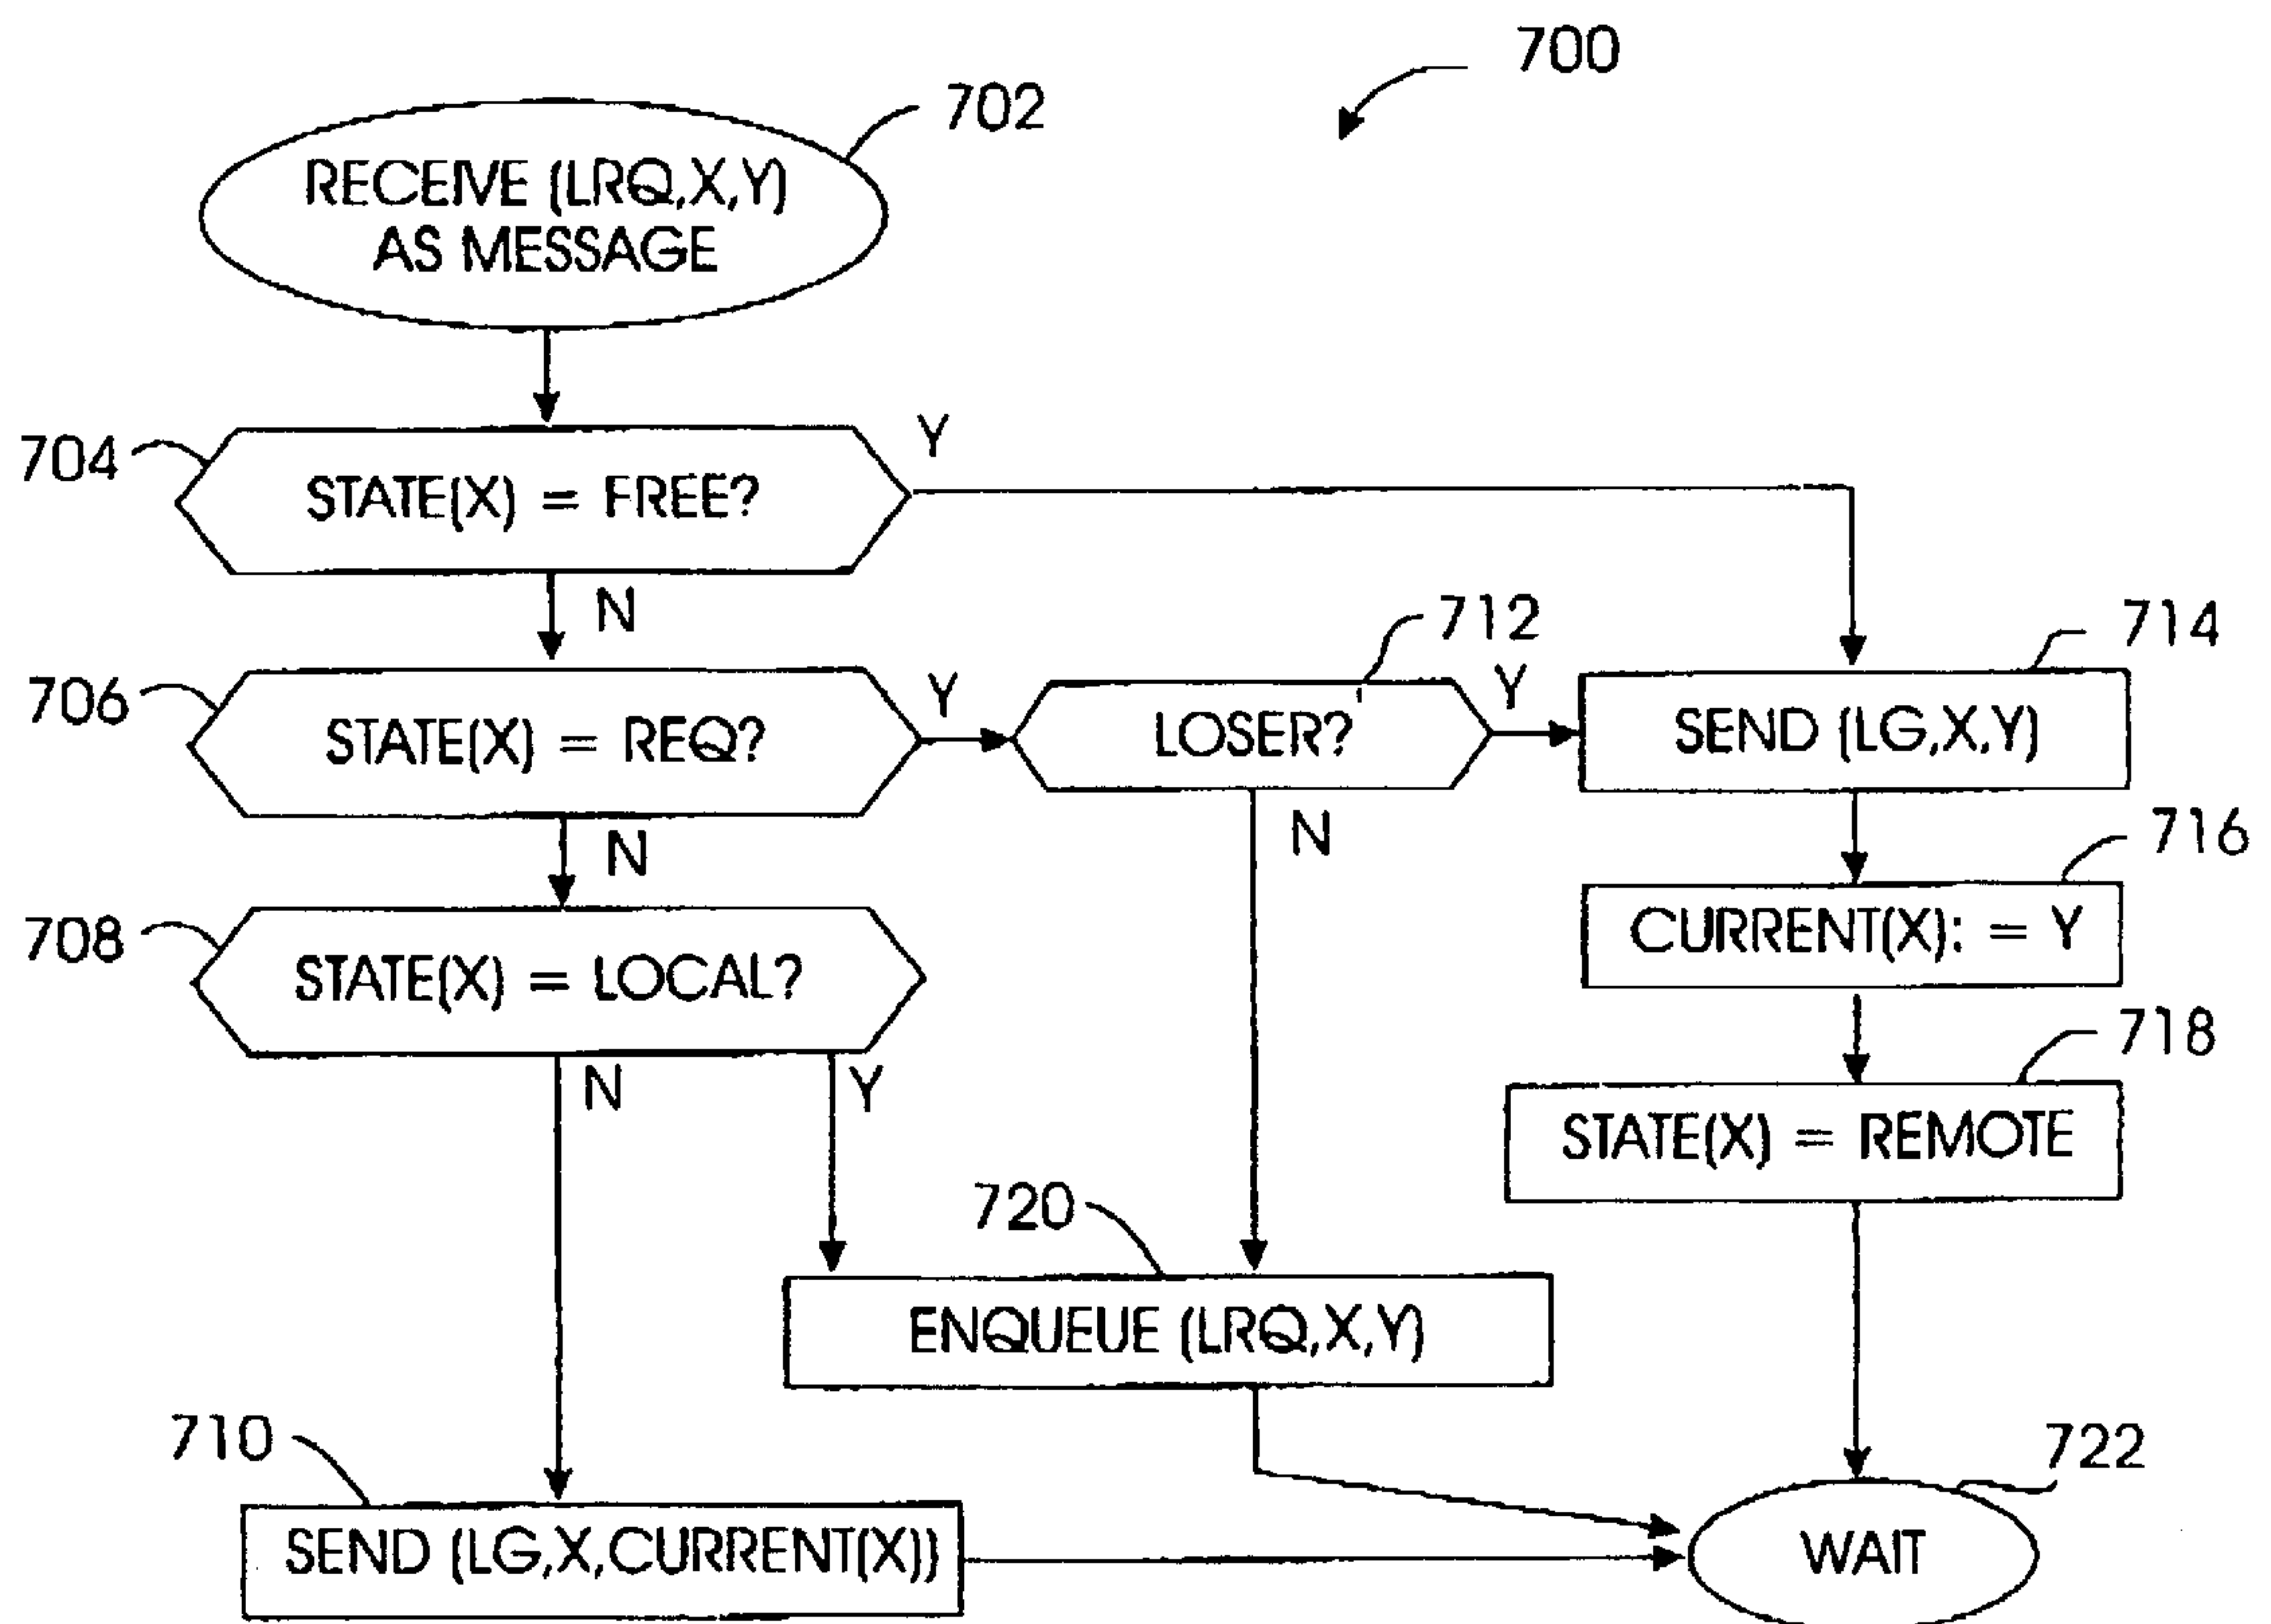 700
702
RECEIVE (LRQ,X,Y)
AS MESSAGE
704
STATE(X) = FREE?
Y
N
706
STATE(X) = REQ?
Y
712
LOSER?
Y
714
SEND (LG,X,Y)
N
N
716
CURRENT(X): = Y
708
STATE(X) = LOCAL?
718
STATE(X) = REMOTE
N
Y
720
ENQUEUE (LRQ,X,Y)
710
SEND (LG,X,CURRENT(X))
722
WAIT